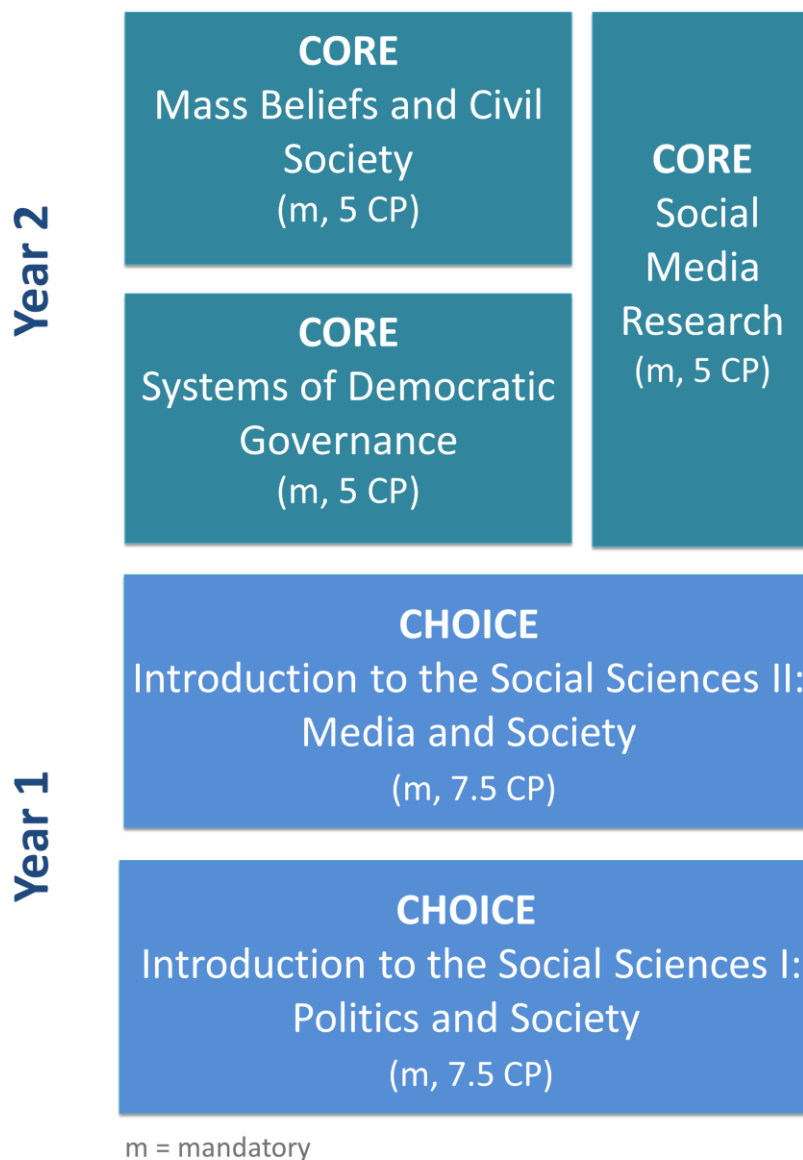 Year 2
CORE
Mass Beliefs and Civil
Society
(m, 5 CP)
CORE
Systems of Democratic
Governance
(m, 5 CP)
CORE
Social
Media
Research
(m, 5 CP)
Year 1
CHOICE
Introduction to the Social Sciences II:
Media and Society
(m, 7.5 CP)
CHOICE
Introduction to the Social Sciences I:
Politics and Society
(m, 7.5 CP)
m = mandatory